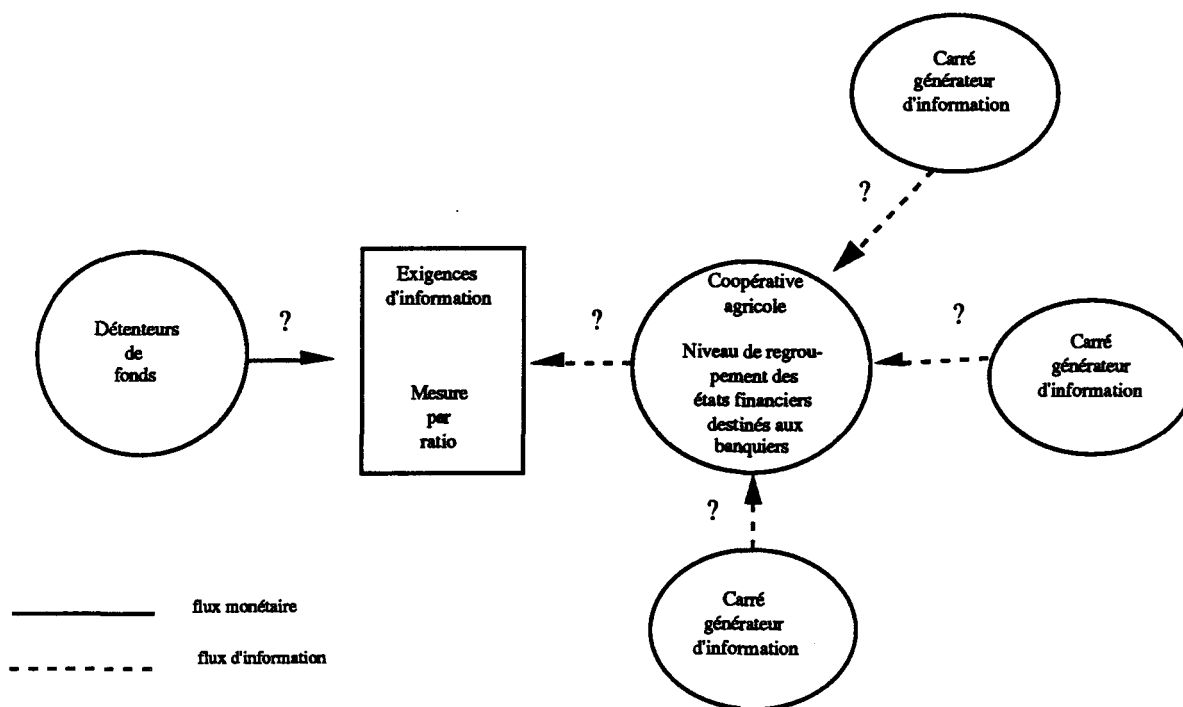 Carré
générateur
d'information
?
Exigences
d'information
Coopérative
agricole
?
?
?
Détenteurs
de
fonds
Niveau de regrou-
pement des
états financiers
destinés aux
banquiers
Carré
générateur
d'information
Mesure
par
ratio
?
Carré
générateur
d'information
flux monétaire
flux d'information